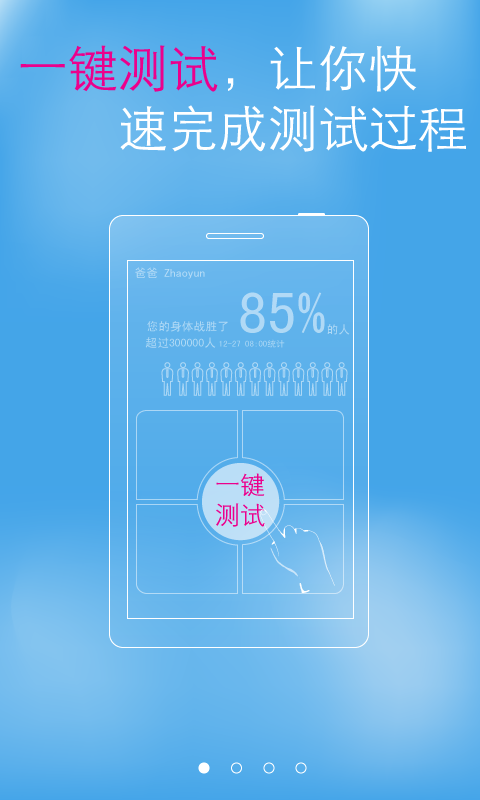 一键测试，让你快
速完成测试过程
爸爸 Zhaoyun
您的身体战胜了 85% 的人
超过300000人 12-27 08:00统计
一键
测试